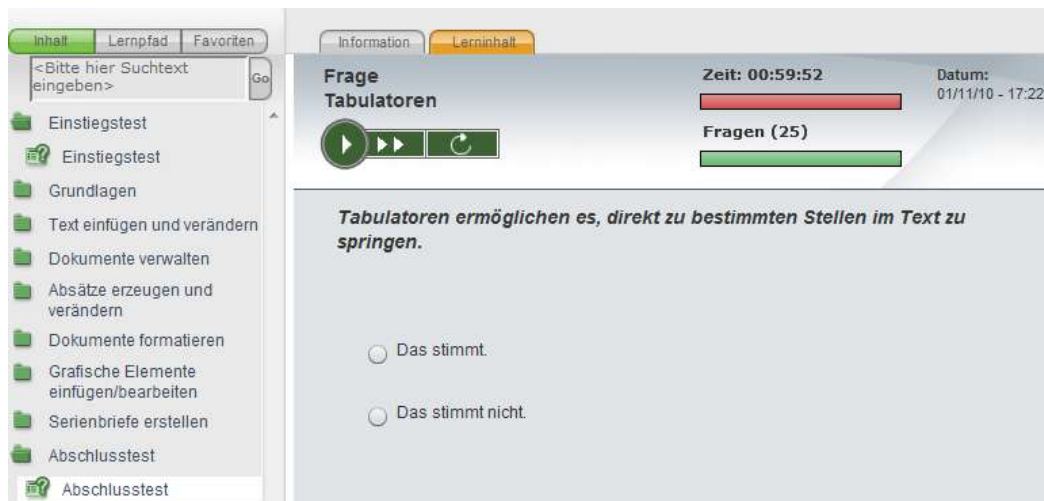 Inhalt
Lernpfad
Favoriten
<Bitte hier Suchtext
eingeben>
Go
Einstiegstest
Einstiegstest
Grundlagen
Text einfügen und verändern
Dokumente verwalten
Absätze erzeugen und
verändern
Dokumente formatieren
Grafische Elemente
einfügen/bearbeiten
Serienbriefe erstellen
Abschlusstest
Abschlusstest
Information
Lerninhalt
Frage
Tabulatoren
Zeit: 00:59:52
Fragen (25)
Datum:
01/11/10 - 17:22
Tabulatoren ermöglichen es, direkt zu bestimmten Stellen im Text zu
springen.
Das stimmt.
Das stimmt nicht.